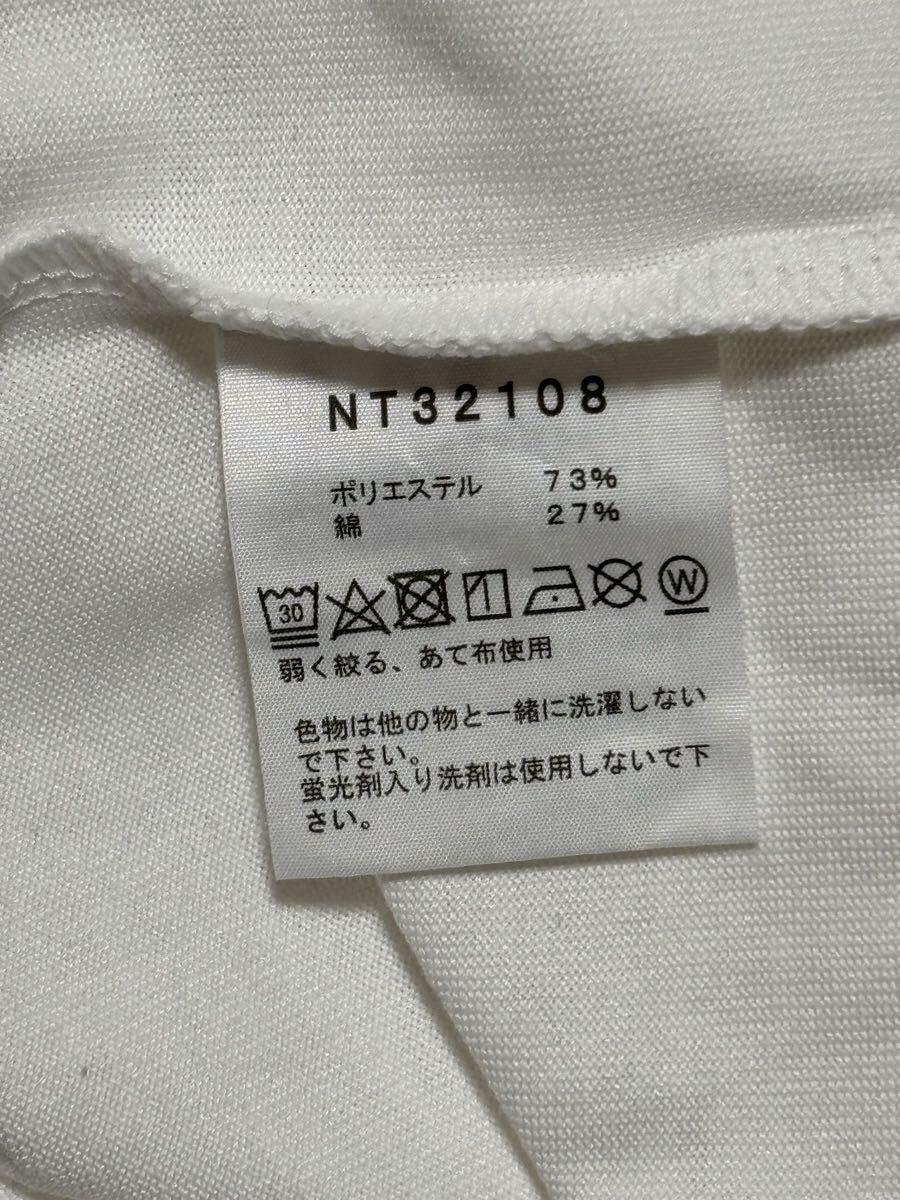 NT32108
ポリエステル 73%
綿 27%
30 W
弱く絞る、あて布使用
色物は他の物と一緒に洗濯しない
で下さい。
蛍光剤入り洗剤は使用しないで下
さい。